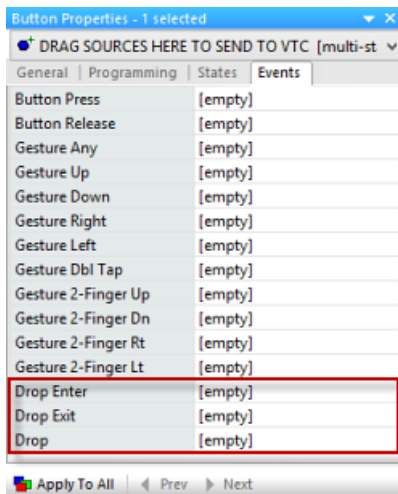 Button Properties - 1 selected
DRAG SOURCES HERE TO SEND TO VTC [multi-st
General | Programming | States | Events
Button Press [empty]
Button Release [empty]
Gesture Any [empty]
Gesture Up [empty]
Gesture Down [empty]
Gesture Right [empty]
Gesture Left [empty]
Gesture Dbl Tap [empty]
Gesture 2-Finger Up [empty]
Gesture 2-Finger Dn [empty]
Gesture 2-Finger Rt [empty]
Gesture 2-Finger Lt [empty]
Drop Enter [empty]
Drop Exit [empty]
Drop [empty]
Apply To All | Prev Next